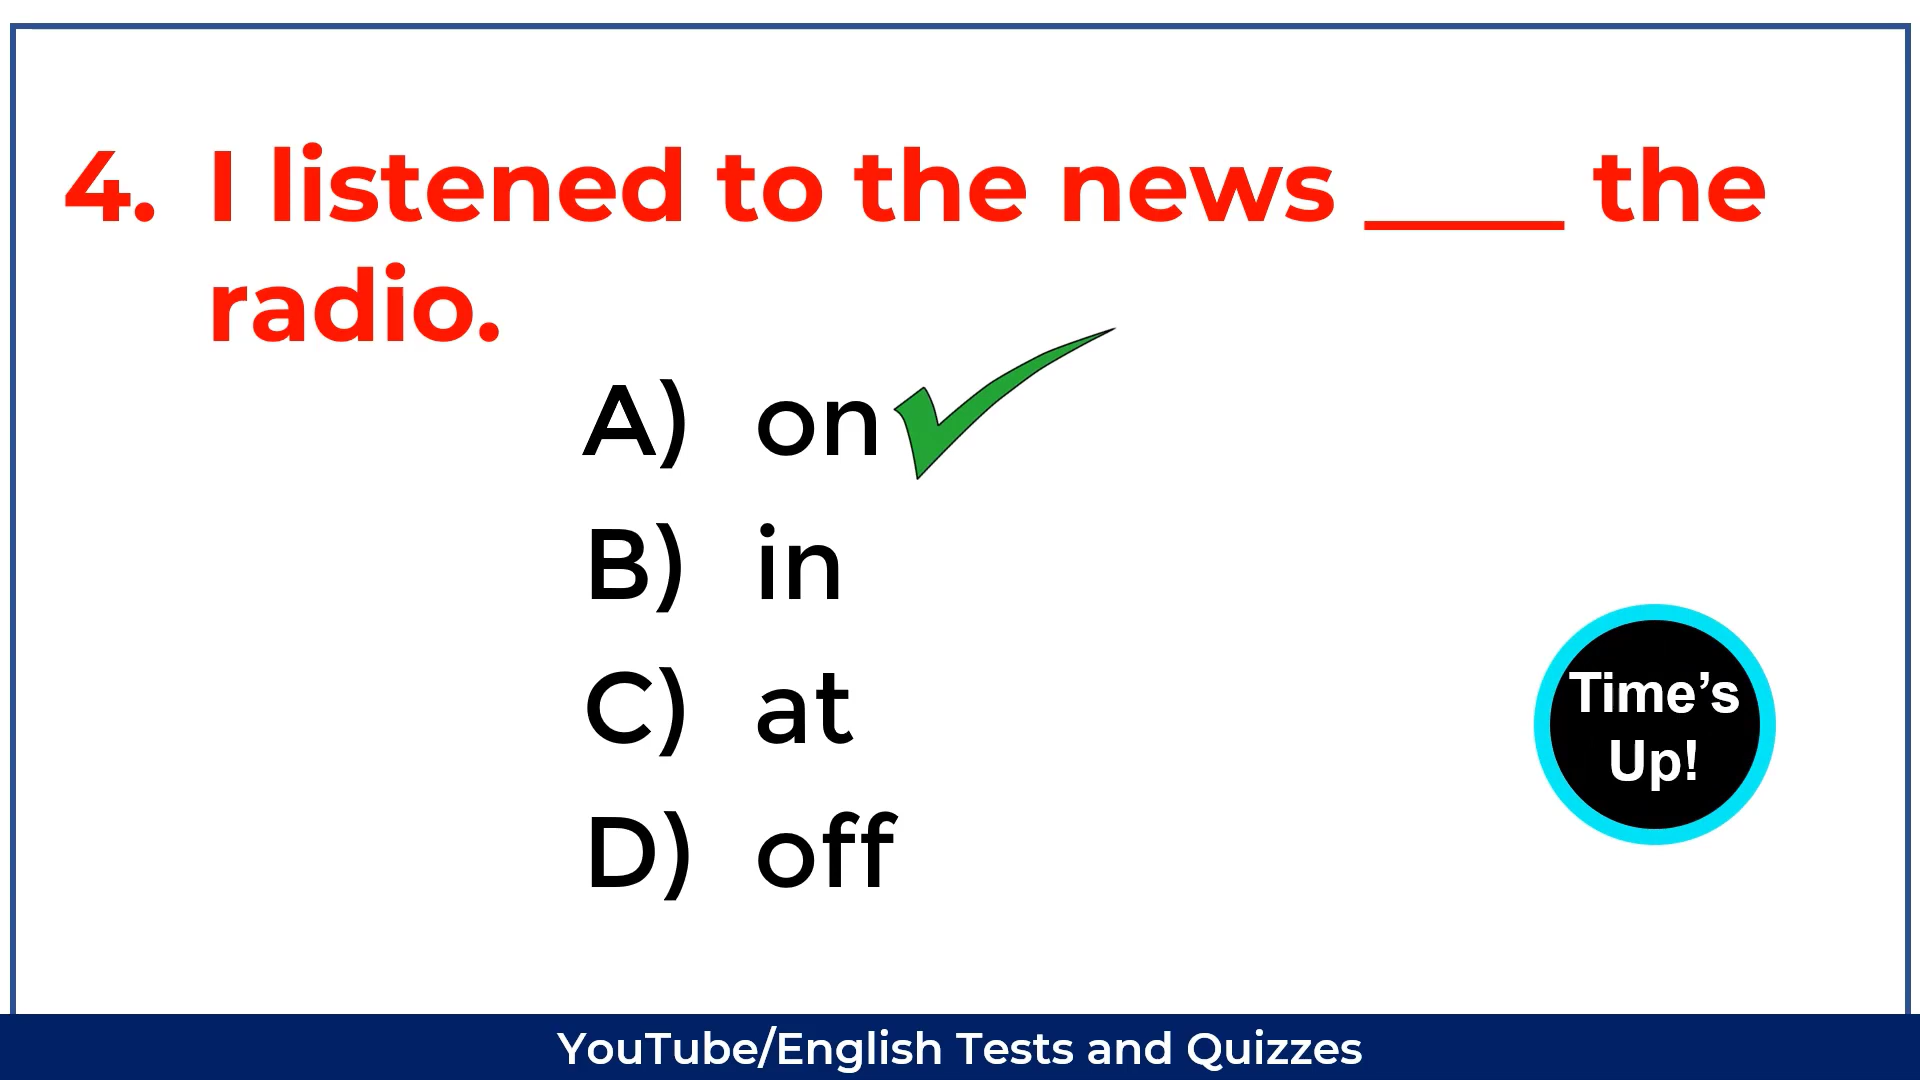 4. I listened to the news ____ the
radio.
A) on
B) in
C) at
D) off
Time’s
Up!
YouTube/English Tests and Quizzes